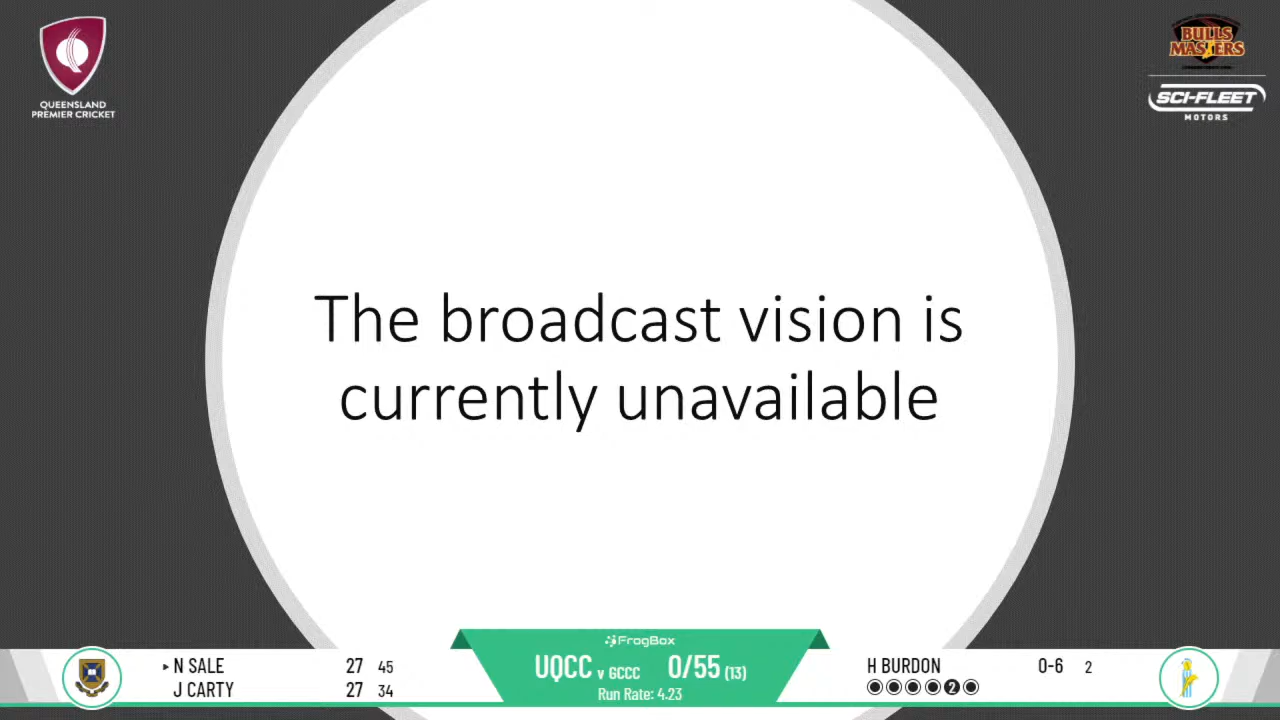 QUEENSLAND
PREMIER CRICKET
BULLS
MASTERS
SCI-FLEET
MOTORS
The broadcast vision is
currently unavailable
FrogBox
N SALE 27 45
J CARTY 27 34
UQCC v GCCC 0/55 (13)
Run Rate: 4.23
H BURDON 0-6 2
2